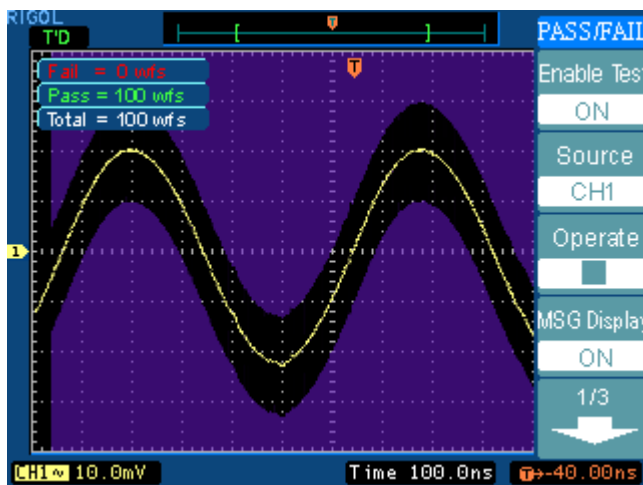 RIGOL
T'D
T
PASS/FAIL
Fail = 0 wfs
Pass = 100 wfs
Total = 100 wfs
T
Enable Test
ON
Source
CH1
Operate
MSG Display
ON
1/3
1
CH1~ 10.0mV
Time 100.0ns
T→-40.00ns